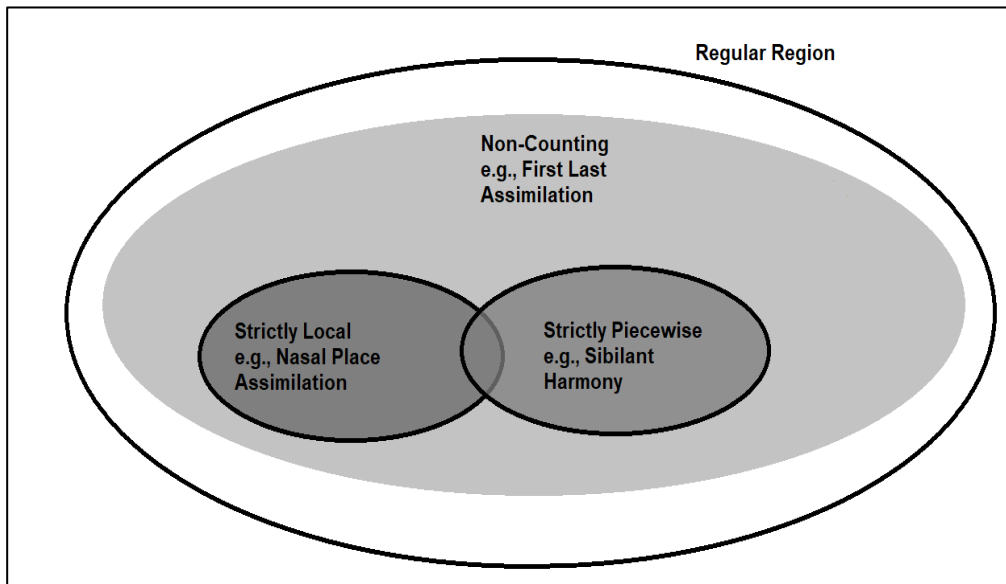 Regular Region
Non-Counting
e.g., First Last
Assimilation
Strictly Local
e.g., Nasal Place
Assimilation
Strictly Piecewise
e.g., Sibilant
Harmony